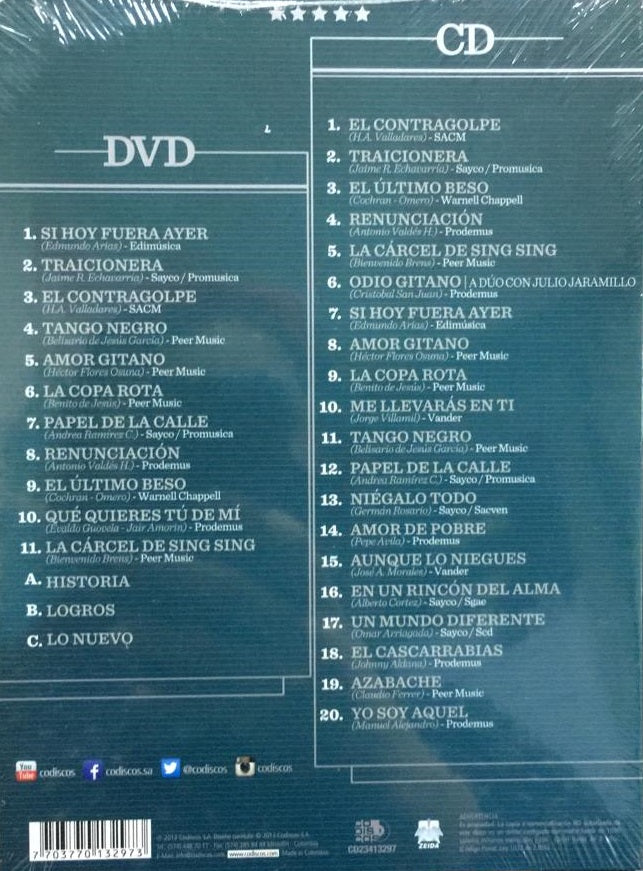 DVD
1. SI HOY FUERA AYER
(Edmundo Arias) - Edimúsica
2. TRAICIONERA
(Jaime R. Echavarría) - Sayco / Promusica
3. EL CONTRAGOLPE
(H.A. Valladares) - SACM
4. TANGO NEGRO
(Belisario de Jesús García) - Peer Music
5. AMOR GITANO
(Héctor Flores Osuna) - Peer Music
6. LA COPA ROTA
(Benito de Jesús) - Peer Music
7. PAPEL DE LA CALLE
(Andrea Ramírez C.) - Sayco / Promusica
8. RENUNCIACIÓN
(Antonio Valdés H.) - Prodemus
9. EL ÚLTIMO BESO
(Cochran - Omero) - Warnell Chappell
10. QUÉ QUIERES TÚ DE MÍ
(Evaldo Guovela - Jair Amorin) - Prodemus
11. LA CÁRCEL DE SING SING
(Bienvenido Brens) - Peer Music
A. HISTORIA
B. LOGROS
C. LO NUEVO
CD
1. EL CONTRAGOLPE
(H.A. Valladares) - SACM
2. TRAICIONERA
(Jaime R. Echavarría) - Sayco / Promusica
3. EL ÚLTIMO BESO
(Cochran - Omero) - Warnell Chappell
4. RENUNCIACIÓN
(Antonio Valdés H.) - Prodemus
5. LA CÁRCEL DE SING SING
(Bienvenido Brens) - Peer Music
6. ODIO GITANO | A DÚO CON JULIO JARAMILLO
(Cristobal San Juan) - Prodemus
7. SI HOY FUERA AYER
(Edmundo Arias) - Edimúsica
8. AMOR GITANO
(Héctor Flores Osuna) - Peer Music
9. LA COPA ROTA
(Benito de Jesús) - Peer Music
10. ME LLEVARÁS EN TI
(Jorge Villamil) - Vander
11. TANGO NEGRO
(Belisario de Jesús García) - Peer Music
12. PAPEL DE LA CALLE
(Andrea Ramírez C.) - Sayco / Promusica
13. NIÉGALO TODO
(Germán Rosario) - Sayco / Sacven
14. AMOR DE POBRE
(Pepe Avila) - Prodemus
15. AUNQUE LO NIEGUES
(José A. Morales) - Vander
16. EN UN RINCÓN DEL ALMA
(Alberto Cortez) - Sayco / Sgae
17. UN MUNDO DIFERENTE
(Omar Arriagada) - Sayco / Scd
18. EL CASCARRABIAS
(Johnny Aldana) - Prodemus
19. AZABACHE
(Claudio Ferrer) - Peer Music
20. YO SOY AQUEL
(Manuel Alejandro) - Prodemus
You Tube codiscos f codiscos.sa @codiscos codiscos
7 703770 132973
www.codiscos.com Made in Colombia
codiscos
CD23413297
ZEIDA
ADVERTENCIA